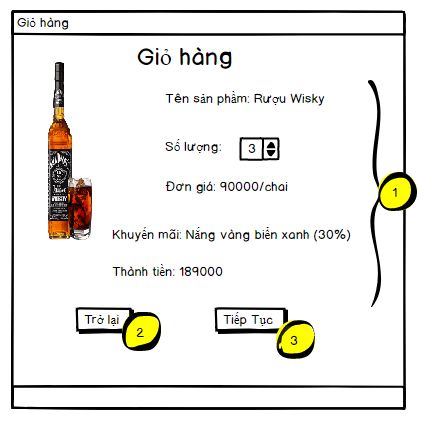 Giỏ hàng
Giỏ hàng
Tên sản phẩm: Rượu Wisky
Số lượng: 3
Đơn giá: 90000/chai
1
Khuyến mãi: Nắng vàng biển xanh (30%)
Thành tiền: 189000
Trở lại
2
Tiếp Tục
3